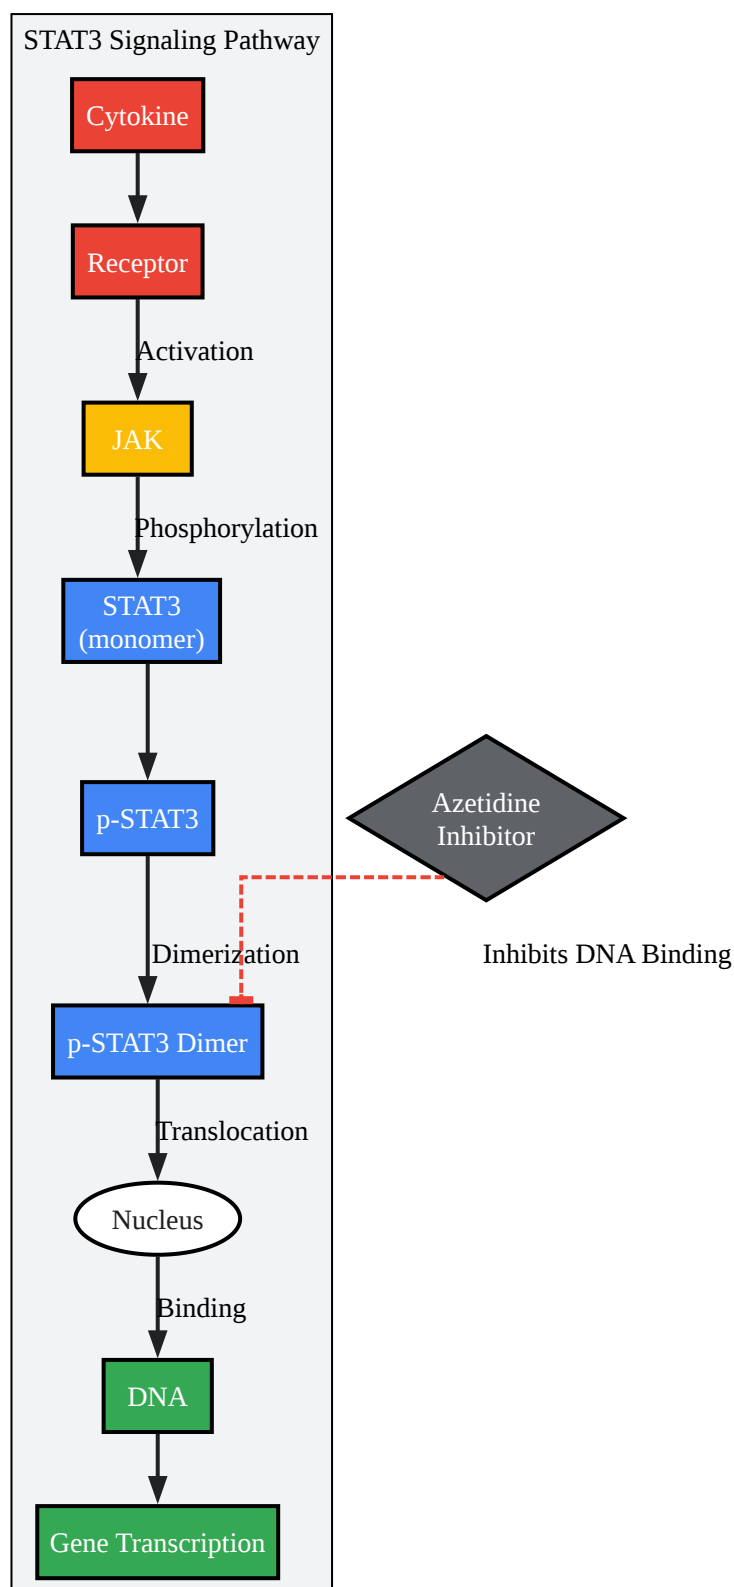 STAT3 Signaling Pathway
Cytokine
Receptor
Activation
JAK
Phosphorylation
STAT3
(monomer)
p-STAT3
Azetidine
Inhibitor
Dimerization
Inhibits DNA Binding
p-STAT3 Dimer
Translocation
Nucleus
Binding
DNA
Gene Transcription